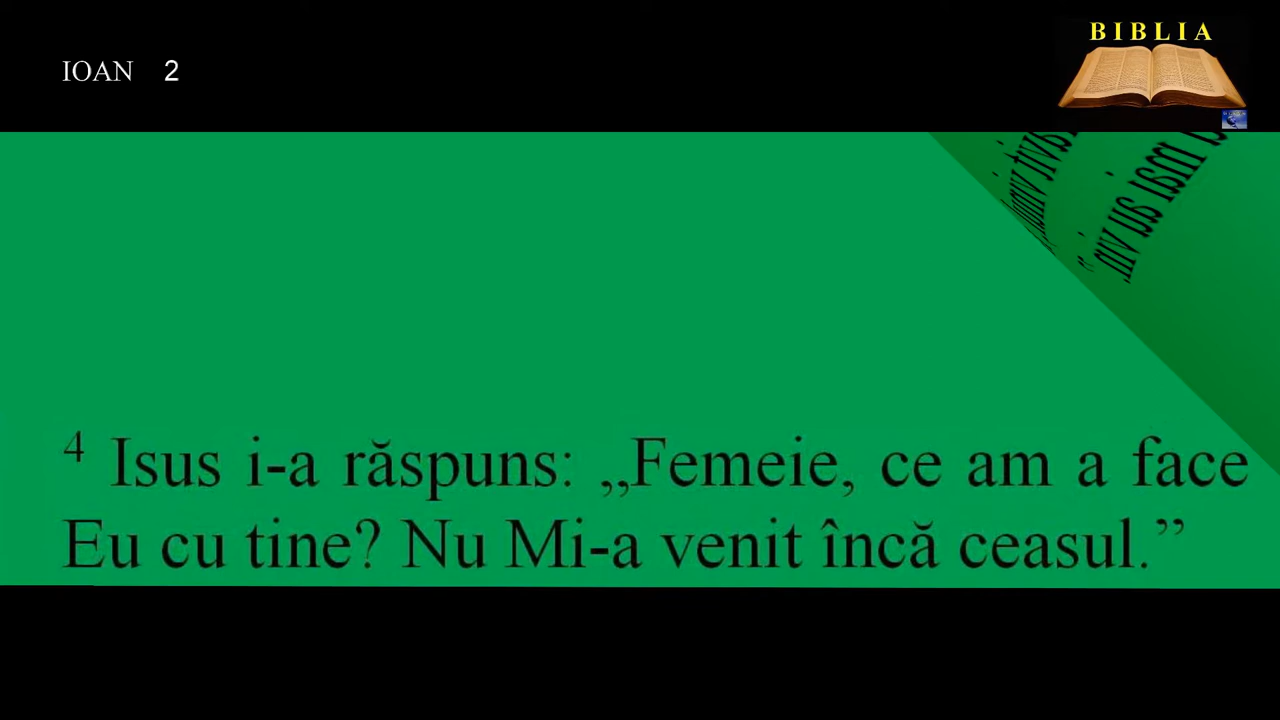 BIBLIA
IOAN 2
4 Isus i-a răspuns: „Femeie, ce am a face
Eu cu tine? Nu Mi-a venit încă ceasul.”